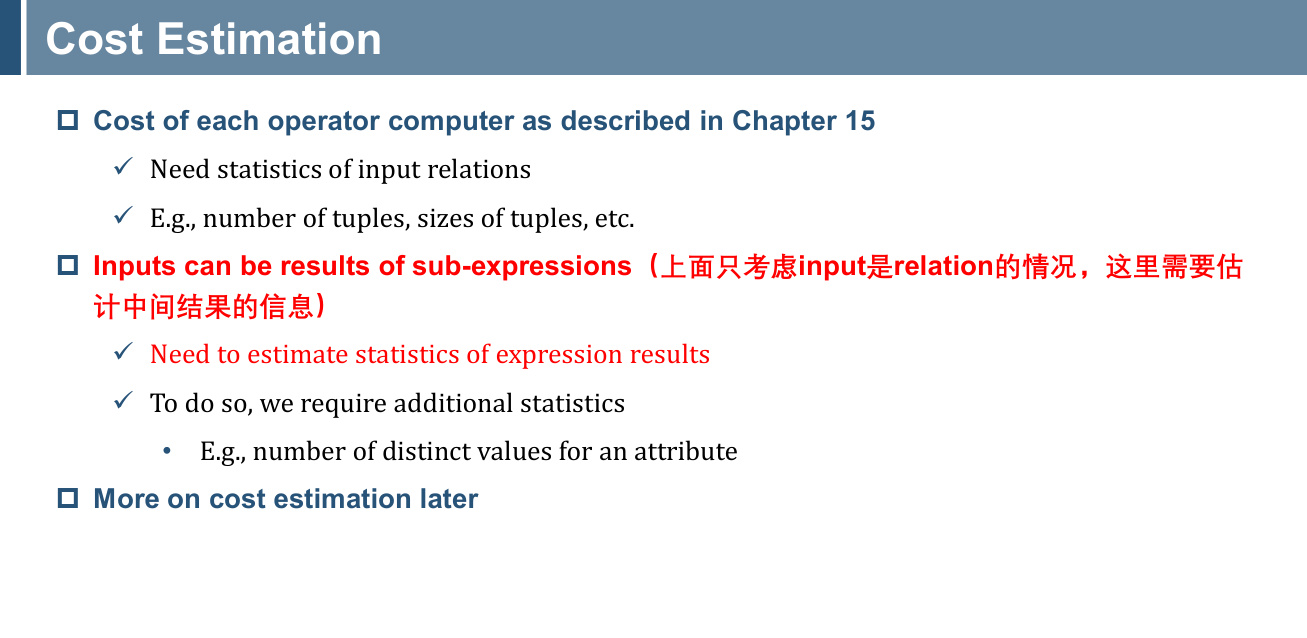 Cost Estimation
Cost of each operator computer as described in Chapter 15
Need statistics of input relations
E.g., number of tuples, sizes of tuples, etc.
Inputs can be results of sub-expressions（上面只考虑input是relation的情况，这里需要估
计中间结果的信息）
Need to estimate statistics of expression results
To do so, we require additional statistics
E.g., number of distinct values for an attribute
More on cost estimation later